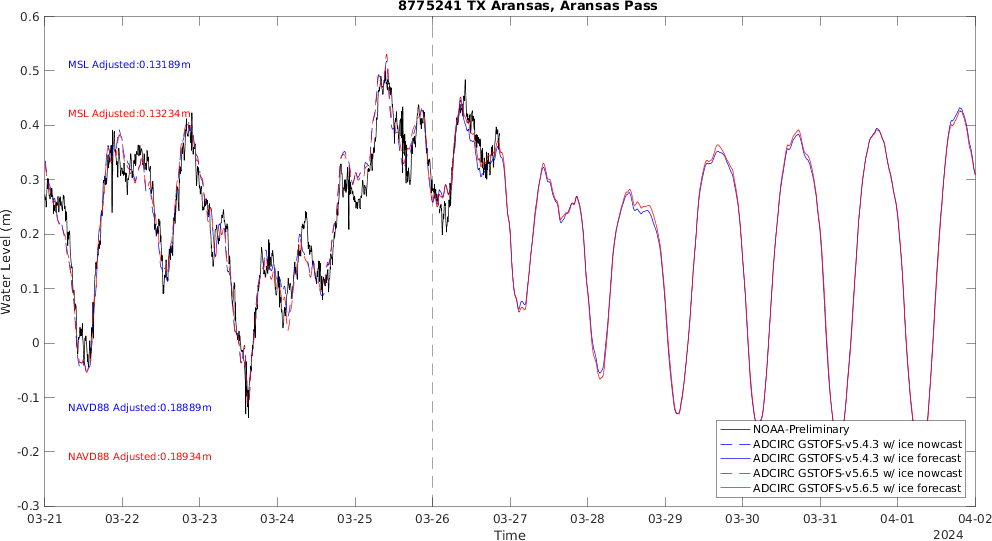 8775241 TX Aransas, Aransas Pass
0.6
0.5
0.4
0.3
0.2
0.1
0
-0.1
-0.2
-0.3
Water Level (m)
MSL Adjusted:0.13189m
MSL Adjusted:0.13234m
NAVD88 Adjusted:0.18889m
NAVD88 Adjusted:0.18934m
NOAA-Preliminary
ADCIRC GSTOFS-v5.4.3 w/ ice nowcast
ADCIRC GSTOFS-v5.4.3 w/ ice forecast
ADCIRC GSTOFS-v5.6.5 w/ ice nowcast
ADCIRC GSTOFS-v5.6.5 w/ ice forecast
03-21 03-22 03-23 03-24 03-25 03-26 03-27 03-28 03-29 03-30 03-31 04-01 04-02
Time
2024